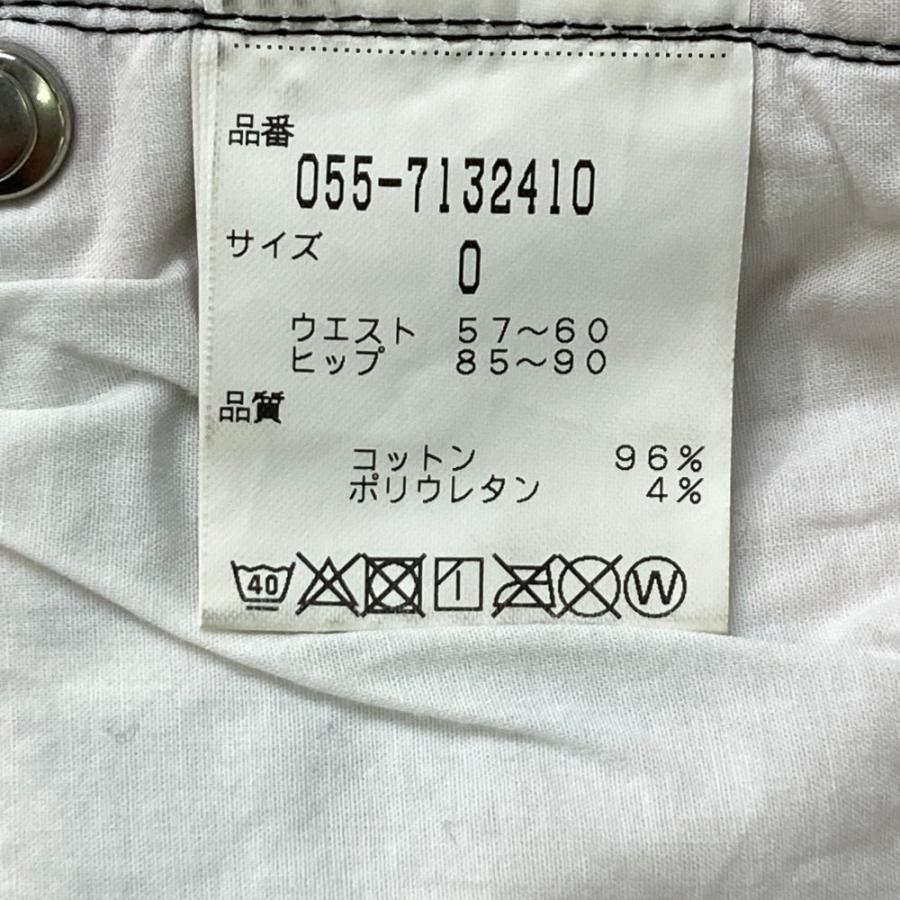 品番
055-7132410
サイズ
0
ウエスト 57～60
ヒップ 85～90
品質
コットン 96%
ポリウレタン 4%
40 W